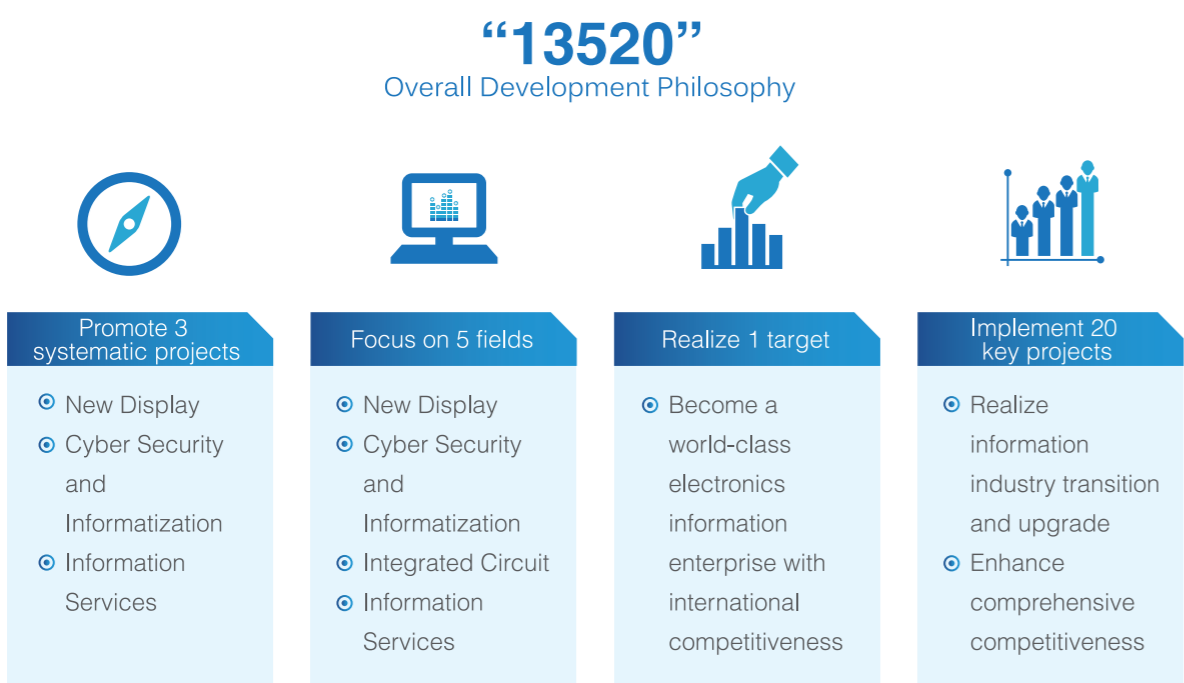 “13520”
Overall Development Philosophy
Promote 3
systematic projects
New Display
Cyber Security
and
Informatization
Information
Services
Focus on 5 fields
New Display
Cyber Security
and
Informatization
Integrated Circuit
Information
Services
Realize 1 target
Become a
world-class
electronics
information
enterprise with
international
competitiveness
Implement 20
key projects
Realize
information
industry transition
and upgrade
Enhance
comprehensive
competitiveness